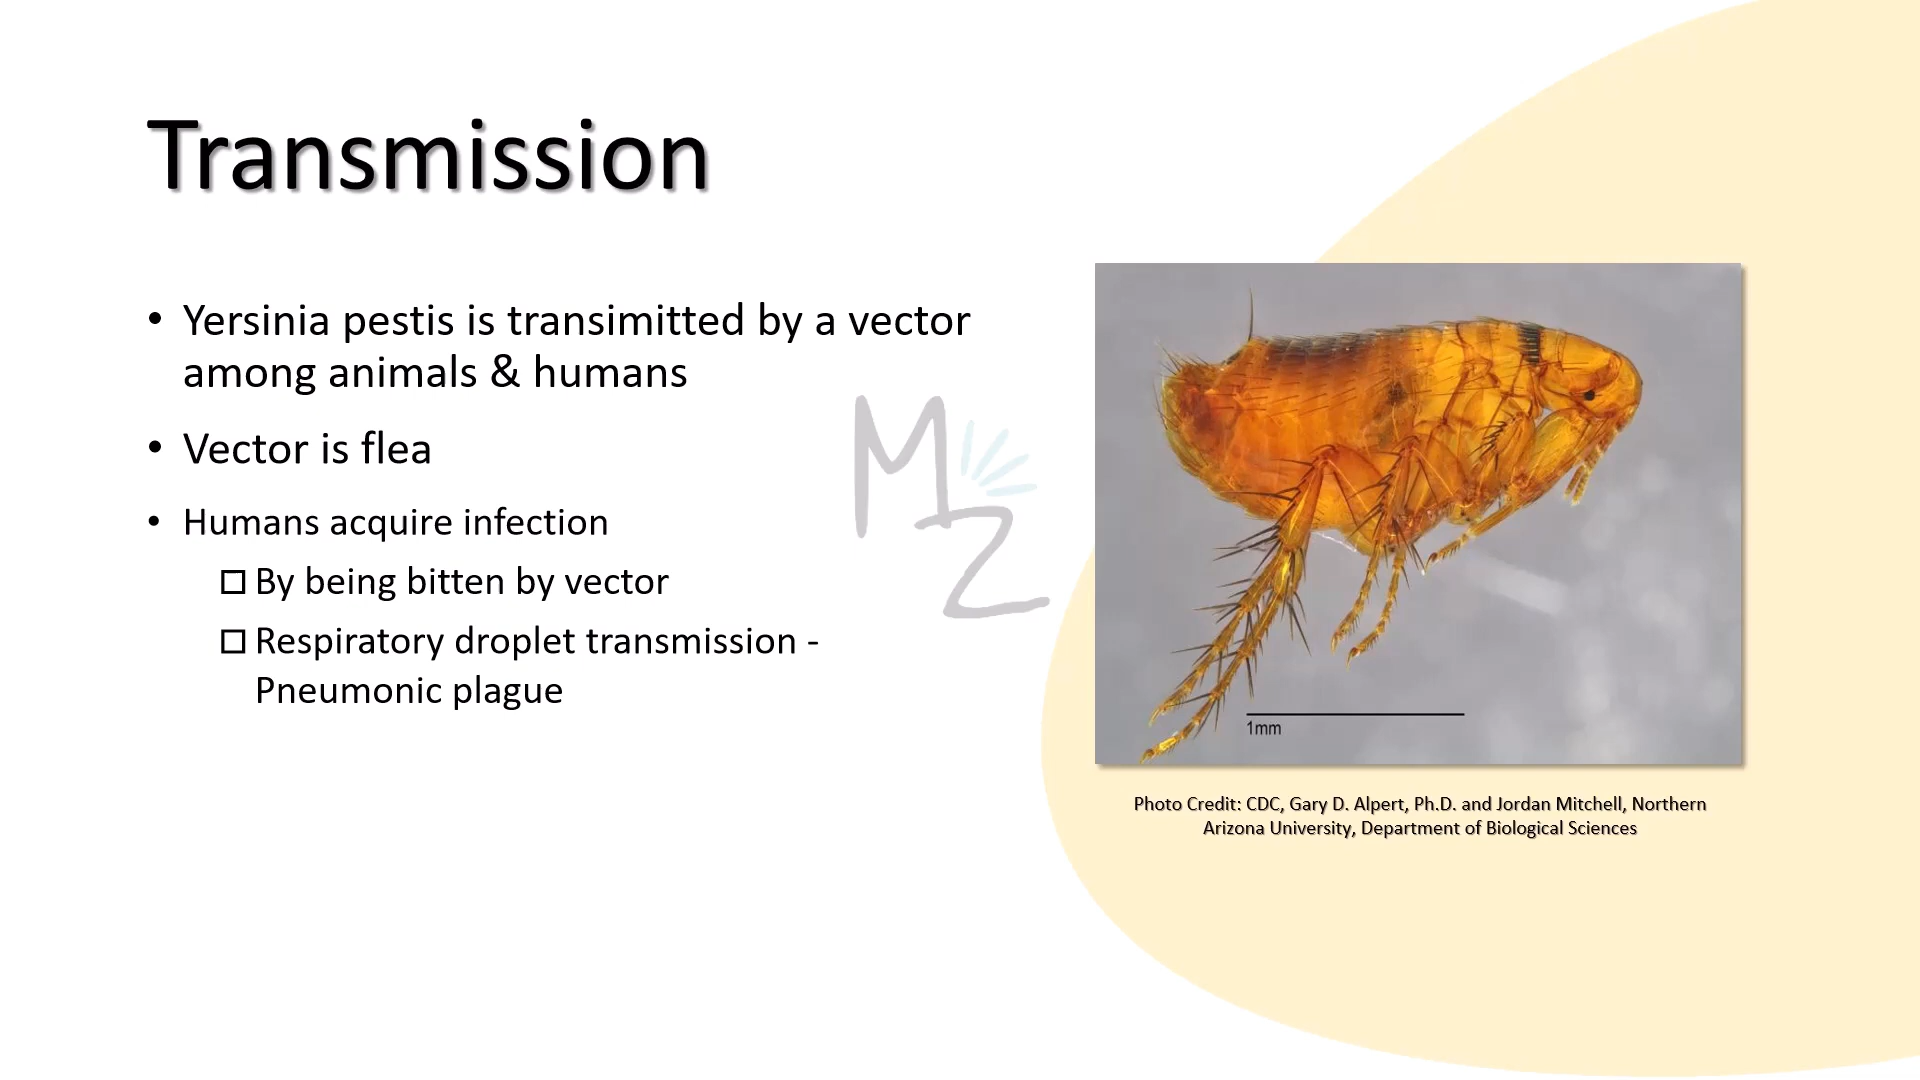 Transmission
• Yersinia pestis is transimitted by a vector
among animals & humans
• Vector is flea
• Humans acquire infection
□ By being bitten by vector
□ Respiratory droplet transmission -
Pneumonic plague
MZ
1mm
Photo Credit: CDC, Gary D. Alpert, Ph.D. and Jordan Mitchell, Northern
Arizona University, Department of Biological Sciences